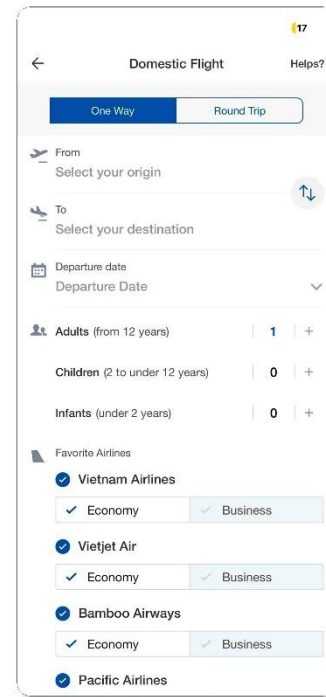 17
Domestic Flight Helps?
One Way Round Trip
From
Select your origin
To
Select your destination
Departure date
Departure Date
Adults (from 12 years) 1 +
Children (2 to under 12 years) 0 +
Infants (under 2 years) 0 +
Favorite Airlines
Vietnam Airlines
Economy Business
Vietjet Air
Economy Business
Bamboo Airways
Economy Business
Pacific Airlines